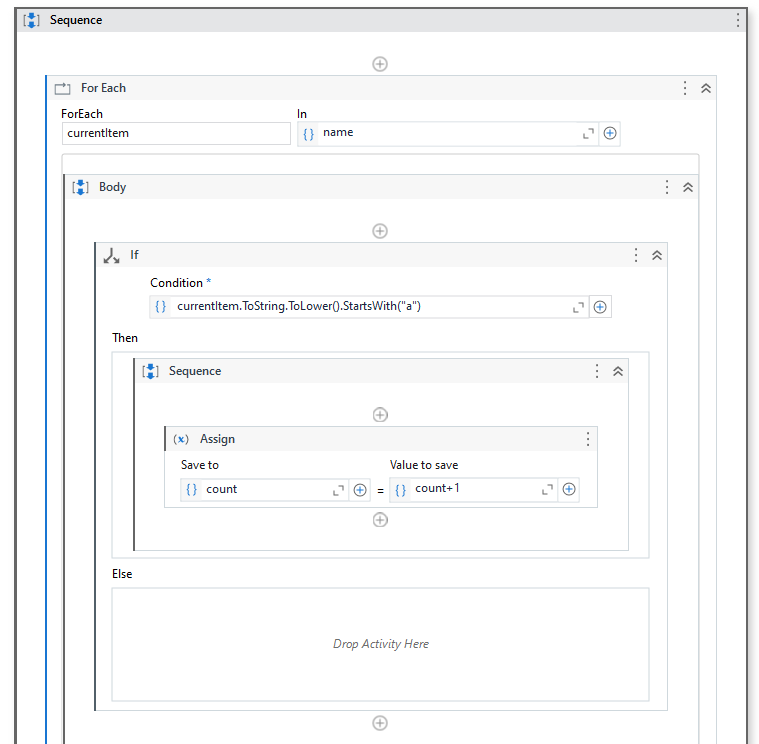 Sequence
For Each
ForEach
In
currentItem
name
Body
If
Condition *
currentItem.ToString.ToLower().StartsWith("a")
Then
Sequence
(x) Assign
Save to
Value to save
{} count
=
{} count+1
Else
Drop Activity Here